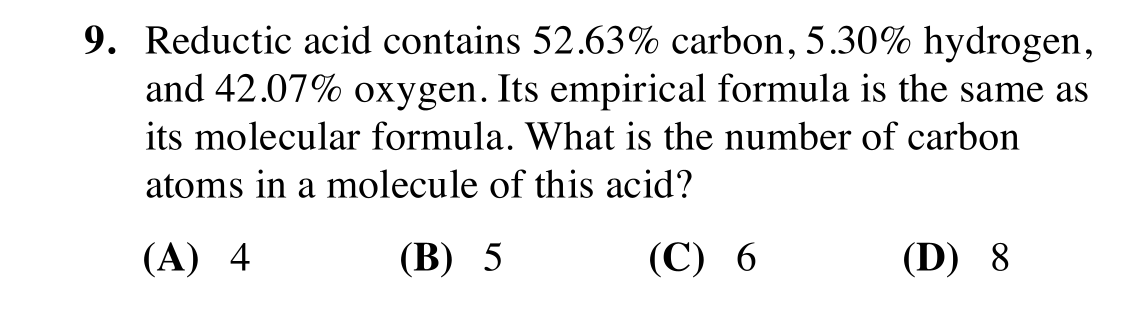 9. Reductic acid contains 52.63% carbon, 5.30% hydrogen,
and 42.07% oxygen. Its empirical formula is the same as
its molecular formula. What is the number of carbon
atoms in a molecule of this acid?
(A) 4 (B) 5 (C) 6 (D) 8